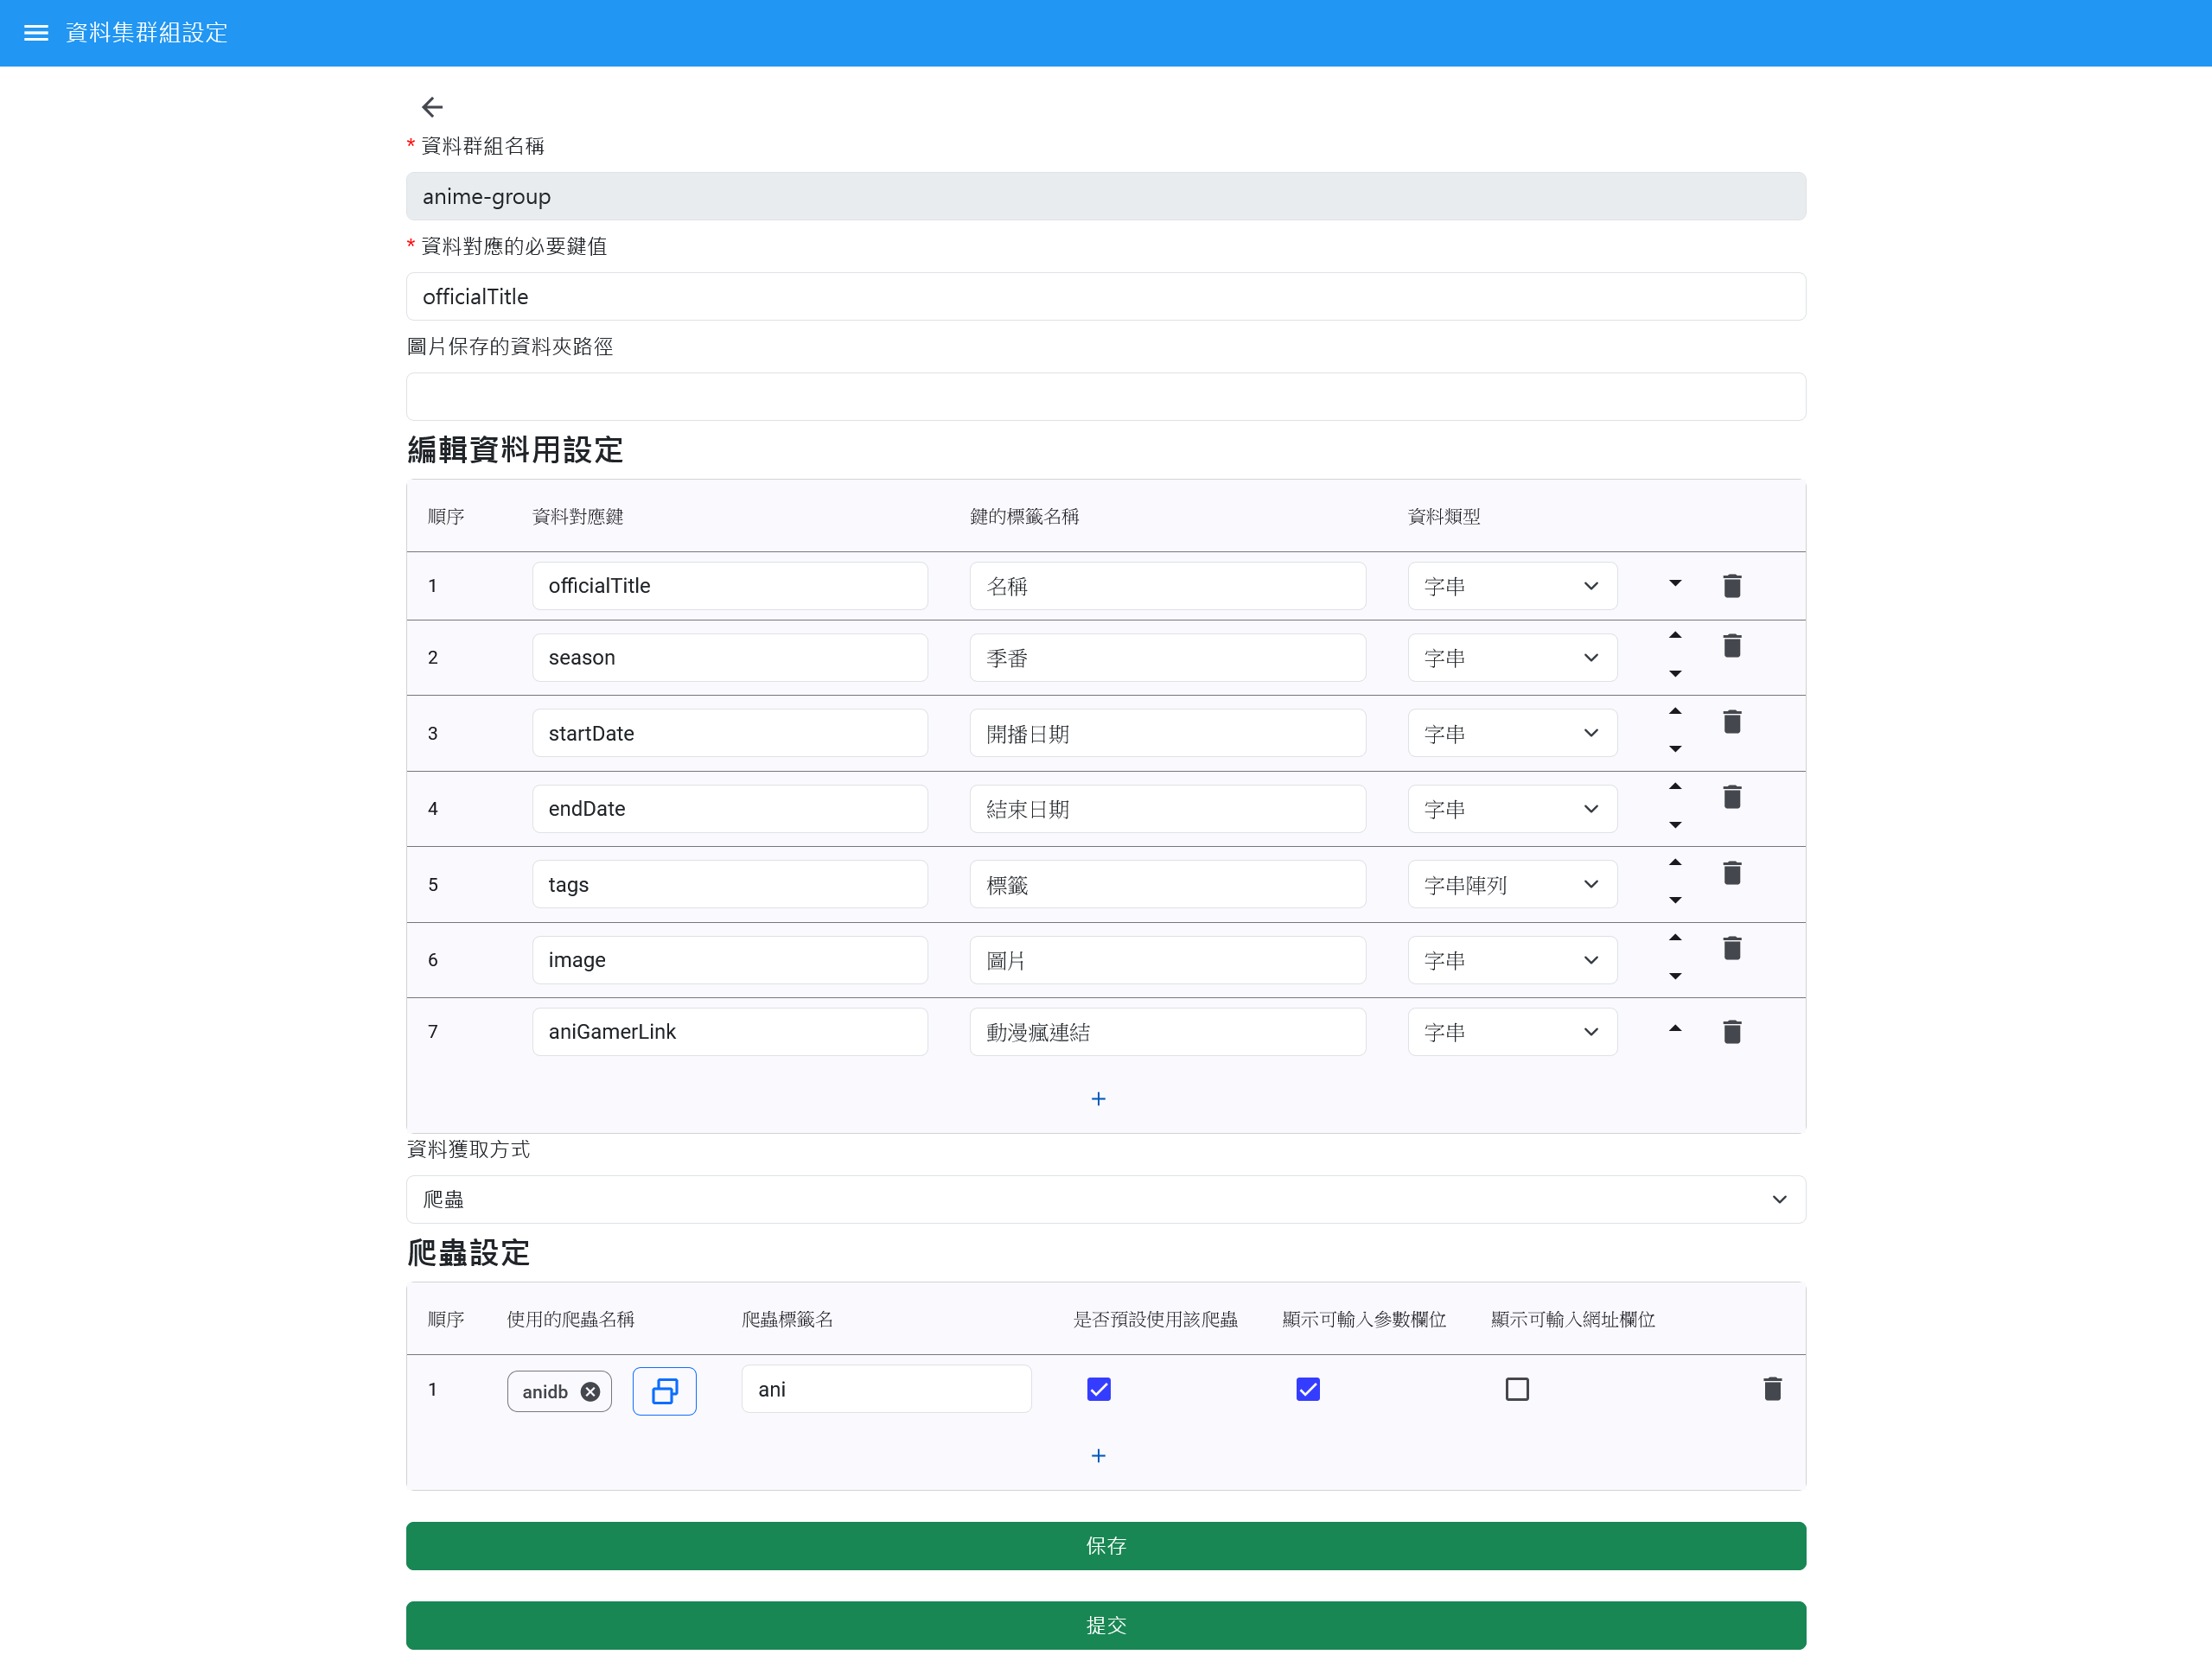 資料集群組設定
* 資料群組名稱
anime-group
* 資料對應的必要鍵值
officialTitle
圖片保存的資料夾路徑
編輯資料用設定
順序 資料對應鍵 鍵的標籤名稱 資料類型
1 officialTitle 名稱 字串
2 season 季番 字串
3 startDate 開播日期 字串
4 endDate 結束日期 字串
5 tags 標籤 字串陣列
6 image 圖片 字串
7 aniGamerLink 動漫瘋連結 字串
+
資料獲取方式
爬蟲
爬蟲設定
順序 使用的爬蟲名稱 爬蟲標籤名 是否預設使用該爬蟲 顯示可輸入參數欄位 顯示可輸入網址欄位
1 anidb ani
+
保存
提交